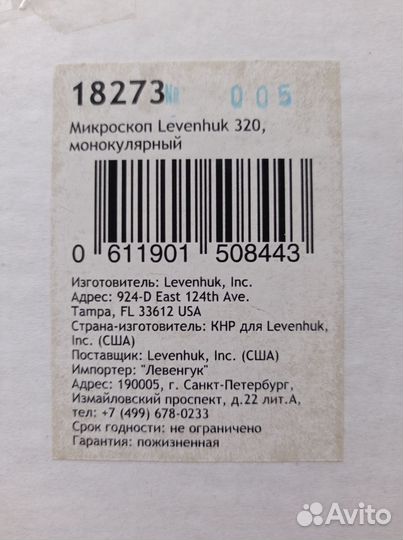 18273 № 005
Микроскоп Levenhuk 320,
монокулярный
0 611901 508443
Изготовитель: Levenhuk, Inc.
Адрес: 924-D East 124th Ave.
Tampa, FL 33612 USA
Страна-изготовитель: КНР для Levenhuk,
Inc. (США)
Поставщик: Levenhuk, Inc. (США)
Импортер: "Левенгук"
Адрес: 190005, г. Санкт-Петербург,
Измайловский проспект, д.22 лит.А,
тел: +7 (499) 678-0233
Срок годности: не ограничено
Гарантия: пожизненная
Avito